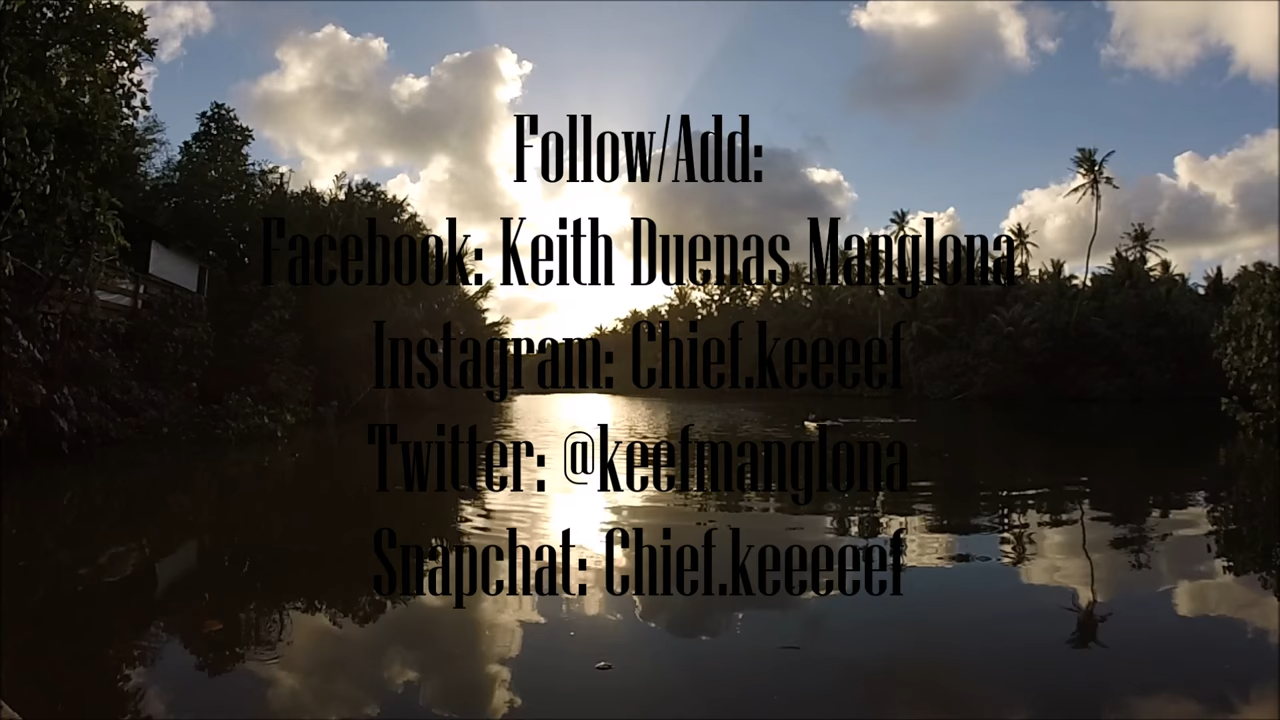 Follow/Add:
Facebook: Keith Duenas Manglona
Instagram: Chief.keeeef
Twitter: @keefmanglona
Snapchat: Chief.keeeeef